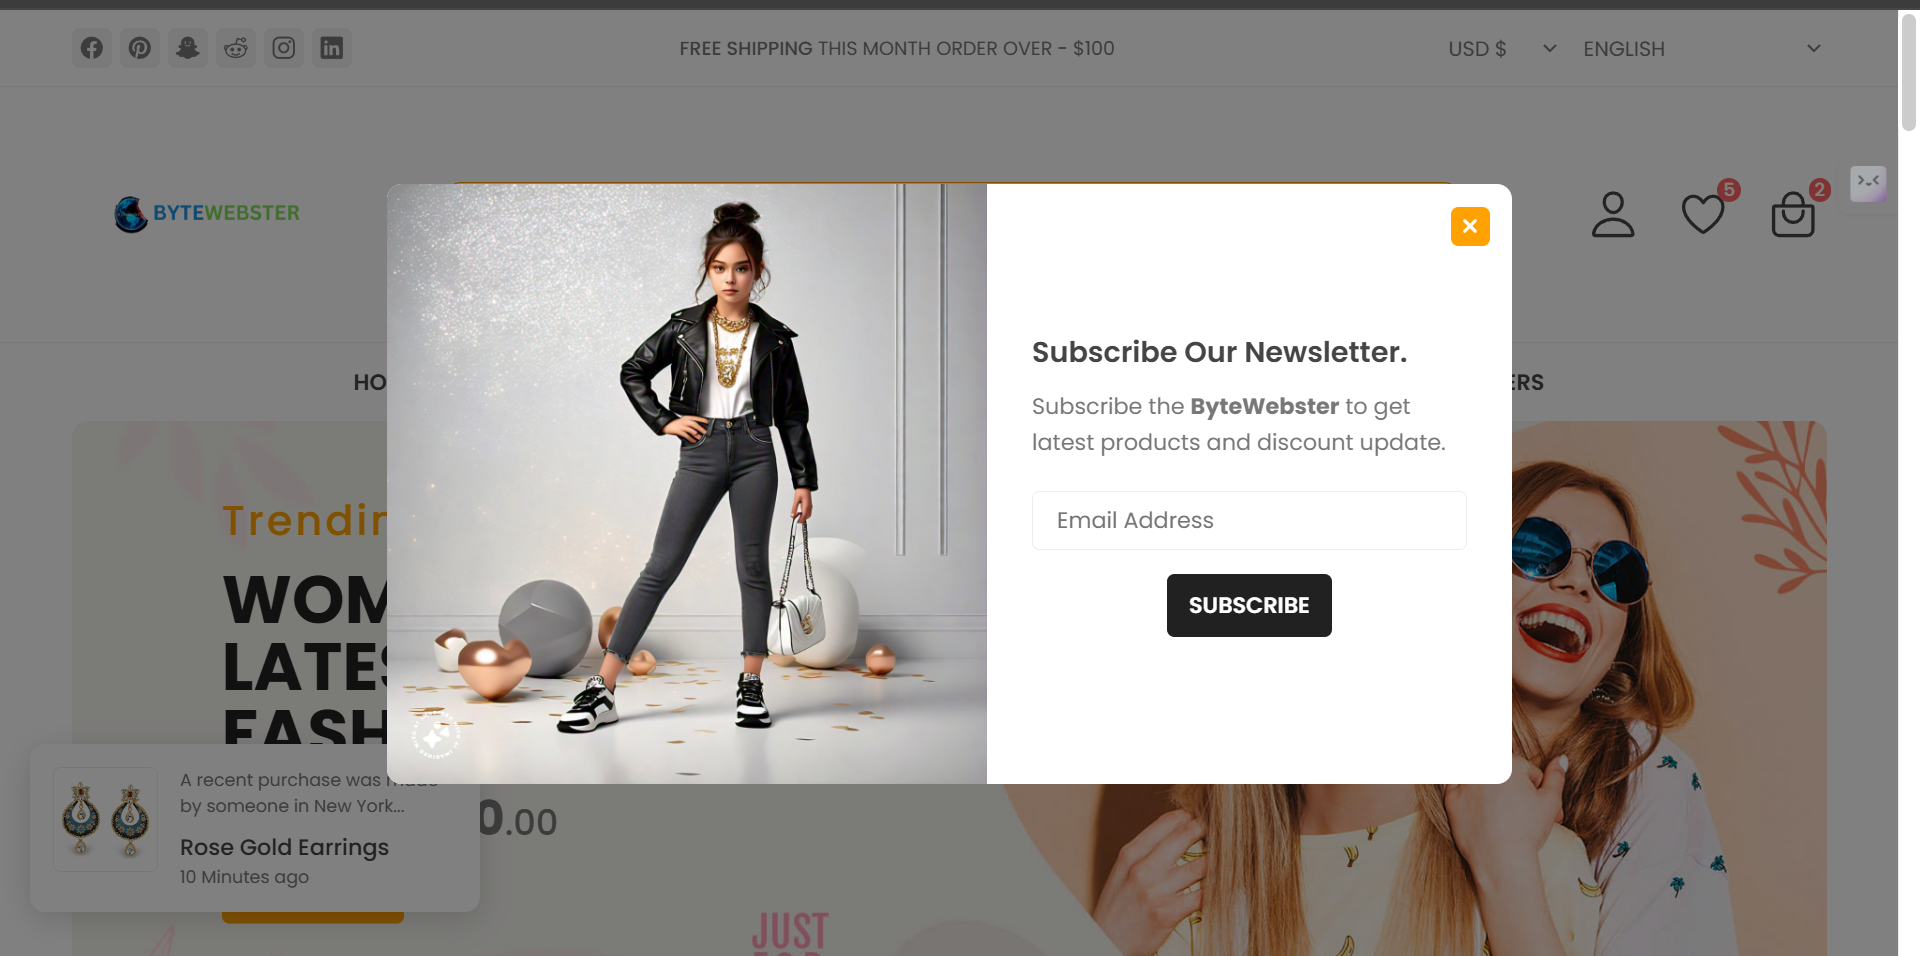 FREE SHIPPING THIS MONTH ORDER OVER - $100
USD $
ENGLISH
BYTEWEBSTER
5
2
HO
ERS
Trendin
WOM
LATES
FASH
0.00
JUST
Subscribe Our Newsletter.
Subscribe the ByteWebster to get
latest products and discount update.
Email Address
SUBSCRIBE
A recent purchase was made
by someone in New York...
Rose Gold Earrings
10 Minutes ago